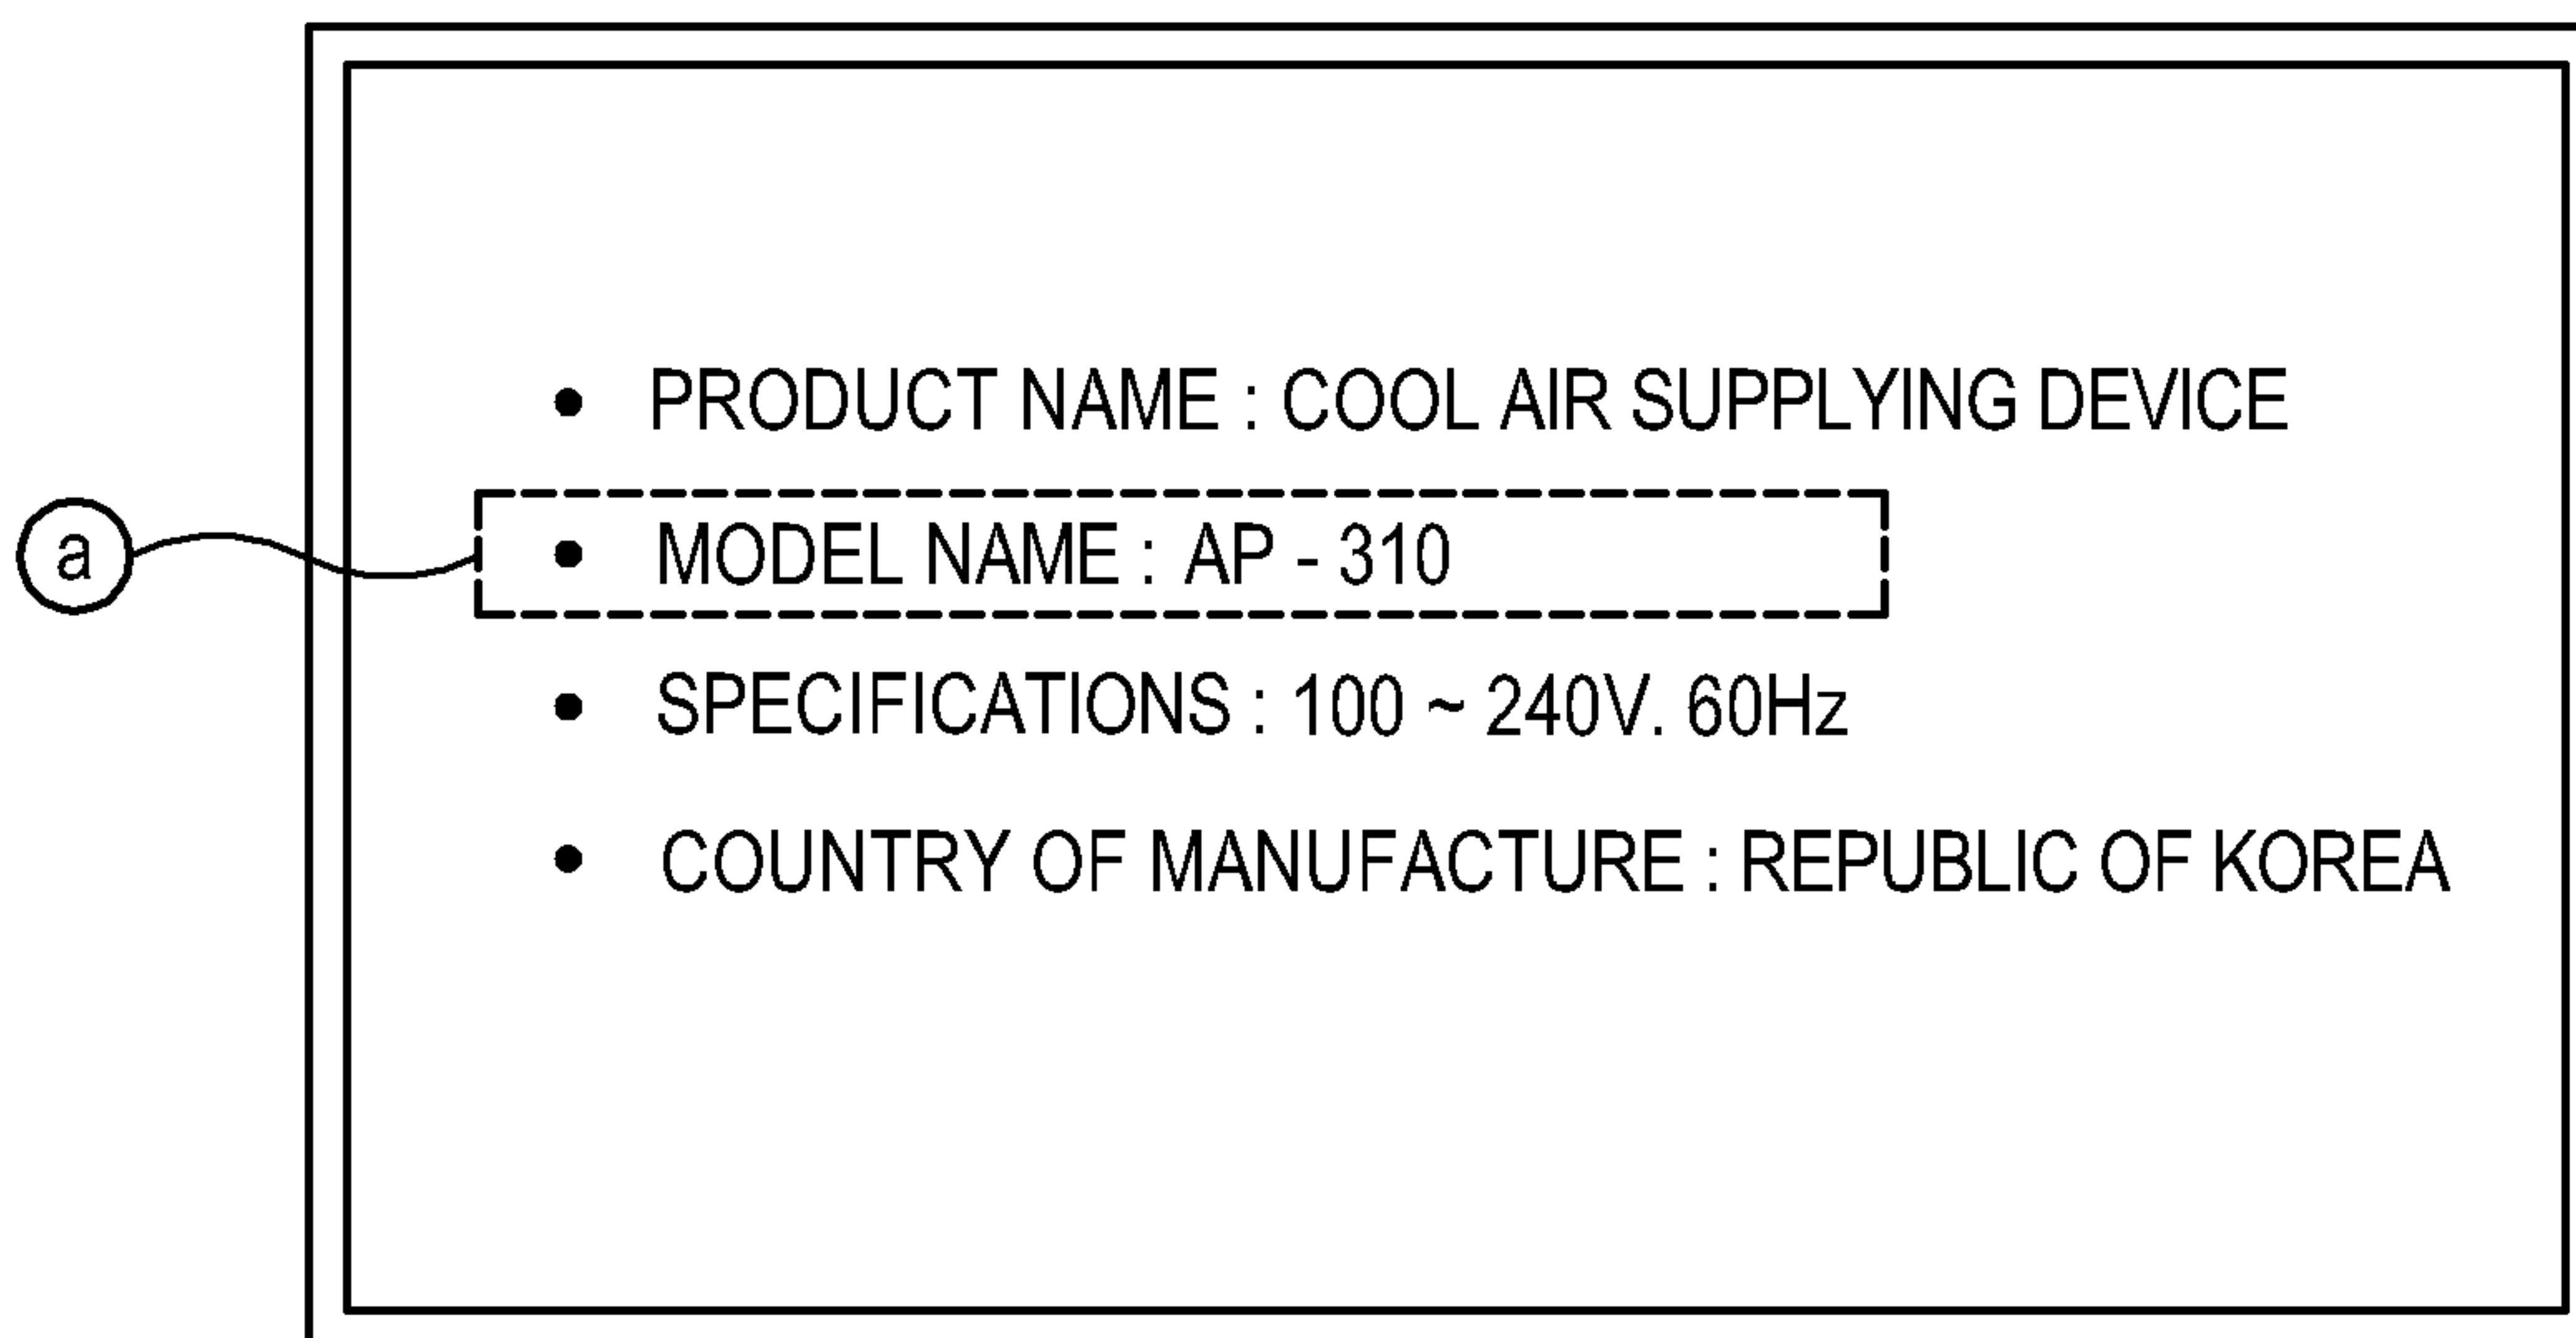 • PRODUCT NAME : COOL AIR SUPPLYING DEVICE
a • MODEL NAME : AP - 310
• SPECIFICATIONS : 100 ~ 240V. 60Hz
• COUNTRY OF MANUFACTURE : REPUBLIC OF KOREA